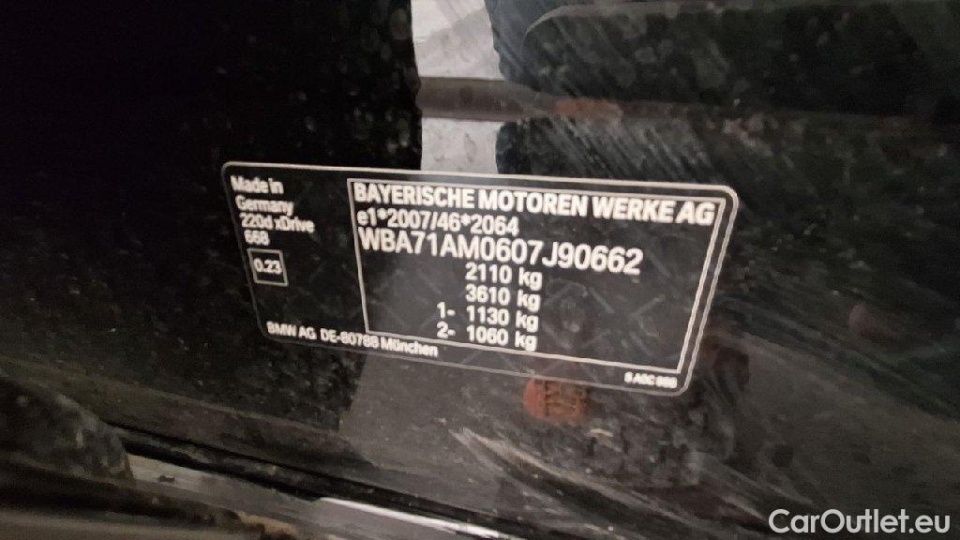 Made in
Germany
220d xDrive
668
0.23
BAYERISCHE MOTOREN WERKE AG
e1*2007/46*2064
WBA71AM0607J90662
2110 kg
3610 kg
1- 1130 kg
2- 1060 kg
BMW AG DE-80788 München
CarOutlet.eu